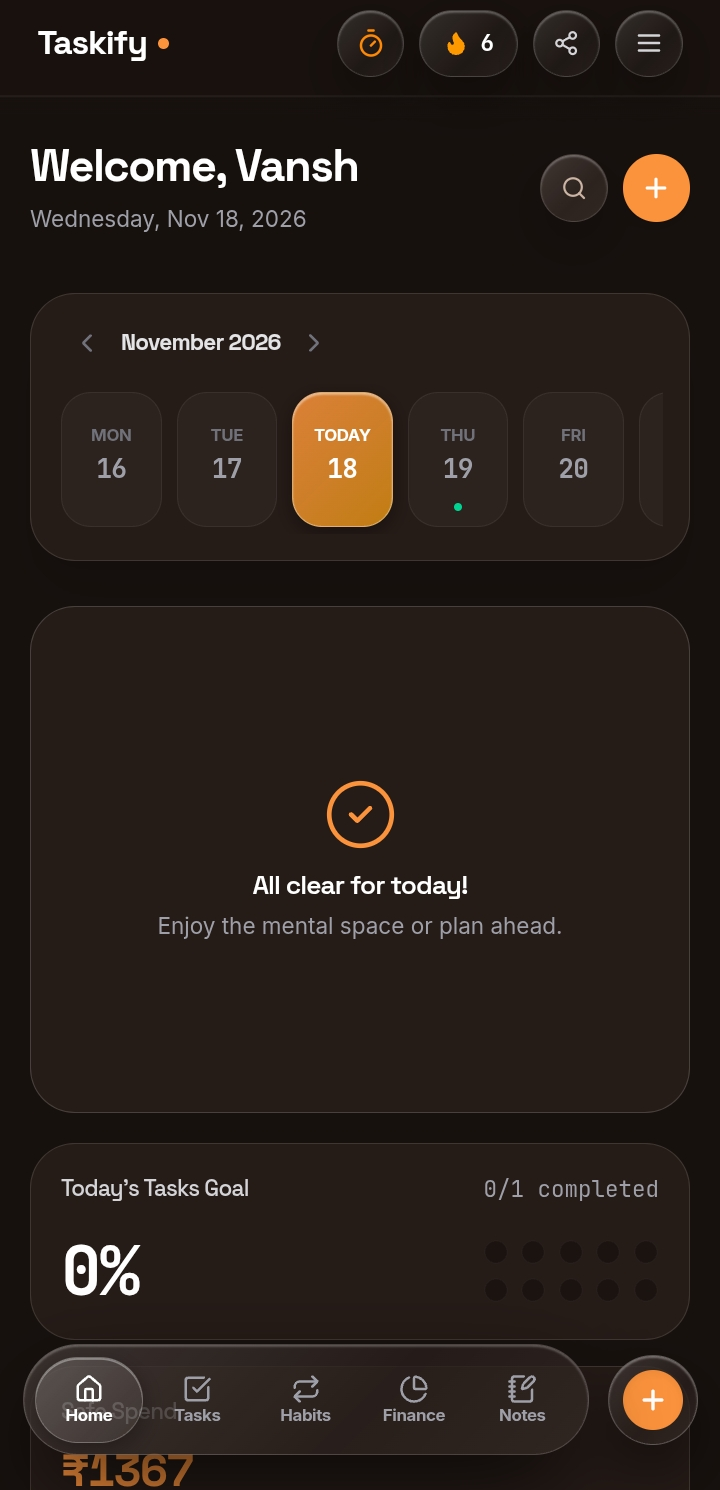 Taskify
6
Welcome, Vansh
Wednesday, Nov 18, 2026
November 2026
MON TUE TODAY THU FRI
16 17 18 19 20
All clear for today!
Enjoy the mental space or plan ahead.
Today's Tasks Goal 0/1 completed
0%
Safe Spend
Home Tasks Habits Finance Notes
₹1367